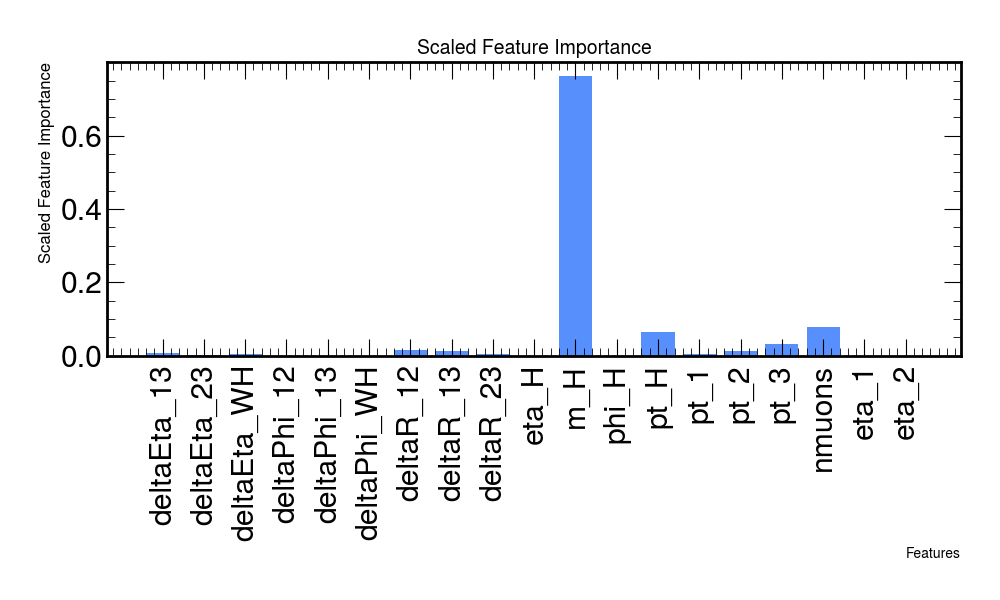 Scaled Feature Importance
Scaled Feature Importance
0.6
0.4
0.2
0.0
deltaEta_13
deltaEta_23
deltaEta_WH
deltaPhi_12
deltaPhi_13
deltaPhi_WH
deltaR_12
deltaR_13
deltaR_23
eta_H
m_H
phi_H
pt_H
pt_1
pt_2
pt_3
nmuons
eta_1
eta_2
Features